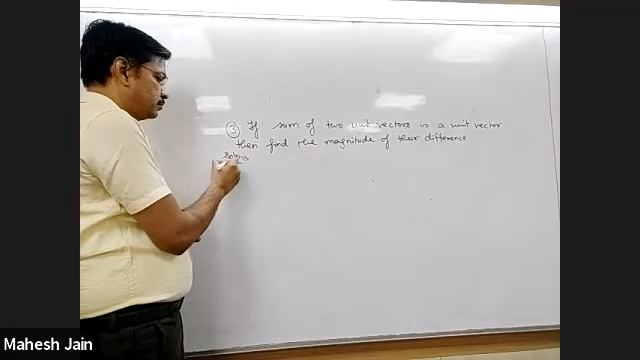 ③ If sum of two unit vectors is a unit vector
then find the magnitude of their difference
Soln⇒
Mahesh Jain